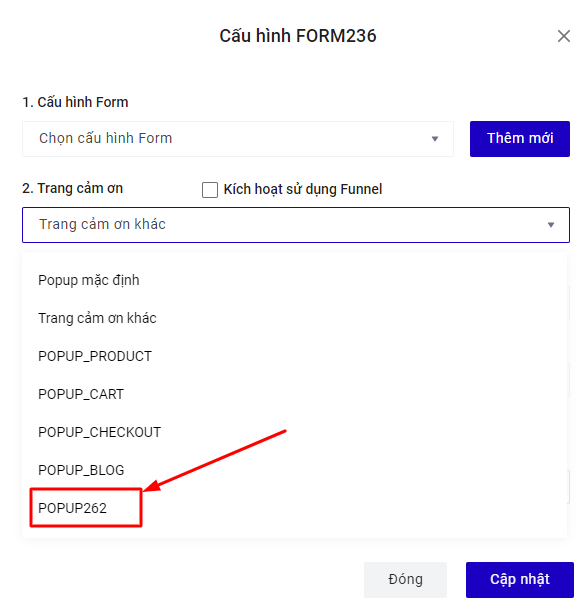 Cấu hình FORM236
1. Cấu hình Form
Chọn cấu hình Form
Thêm mới
2. Trang cảm ơn
Kích hoạt sử dụng Funnel
Trang cảm ơn khác
Popup mặc định
Trang cảm ơn khác
POPUP_PRODUCT
POPUP_CART
POPUP_CHECKOUT
POPUP_BLOG
POPUP262
Đóng
Cập nhật